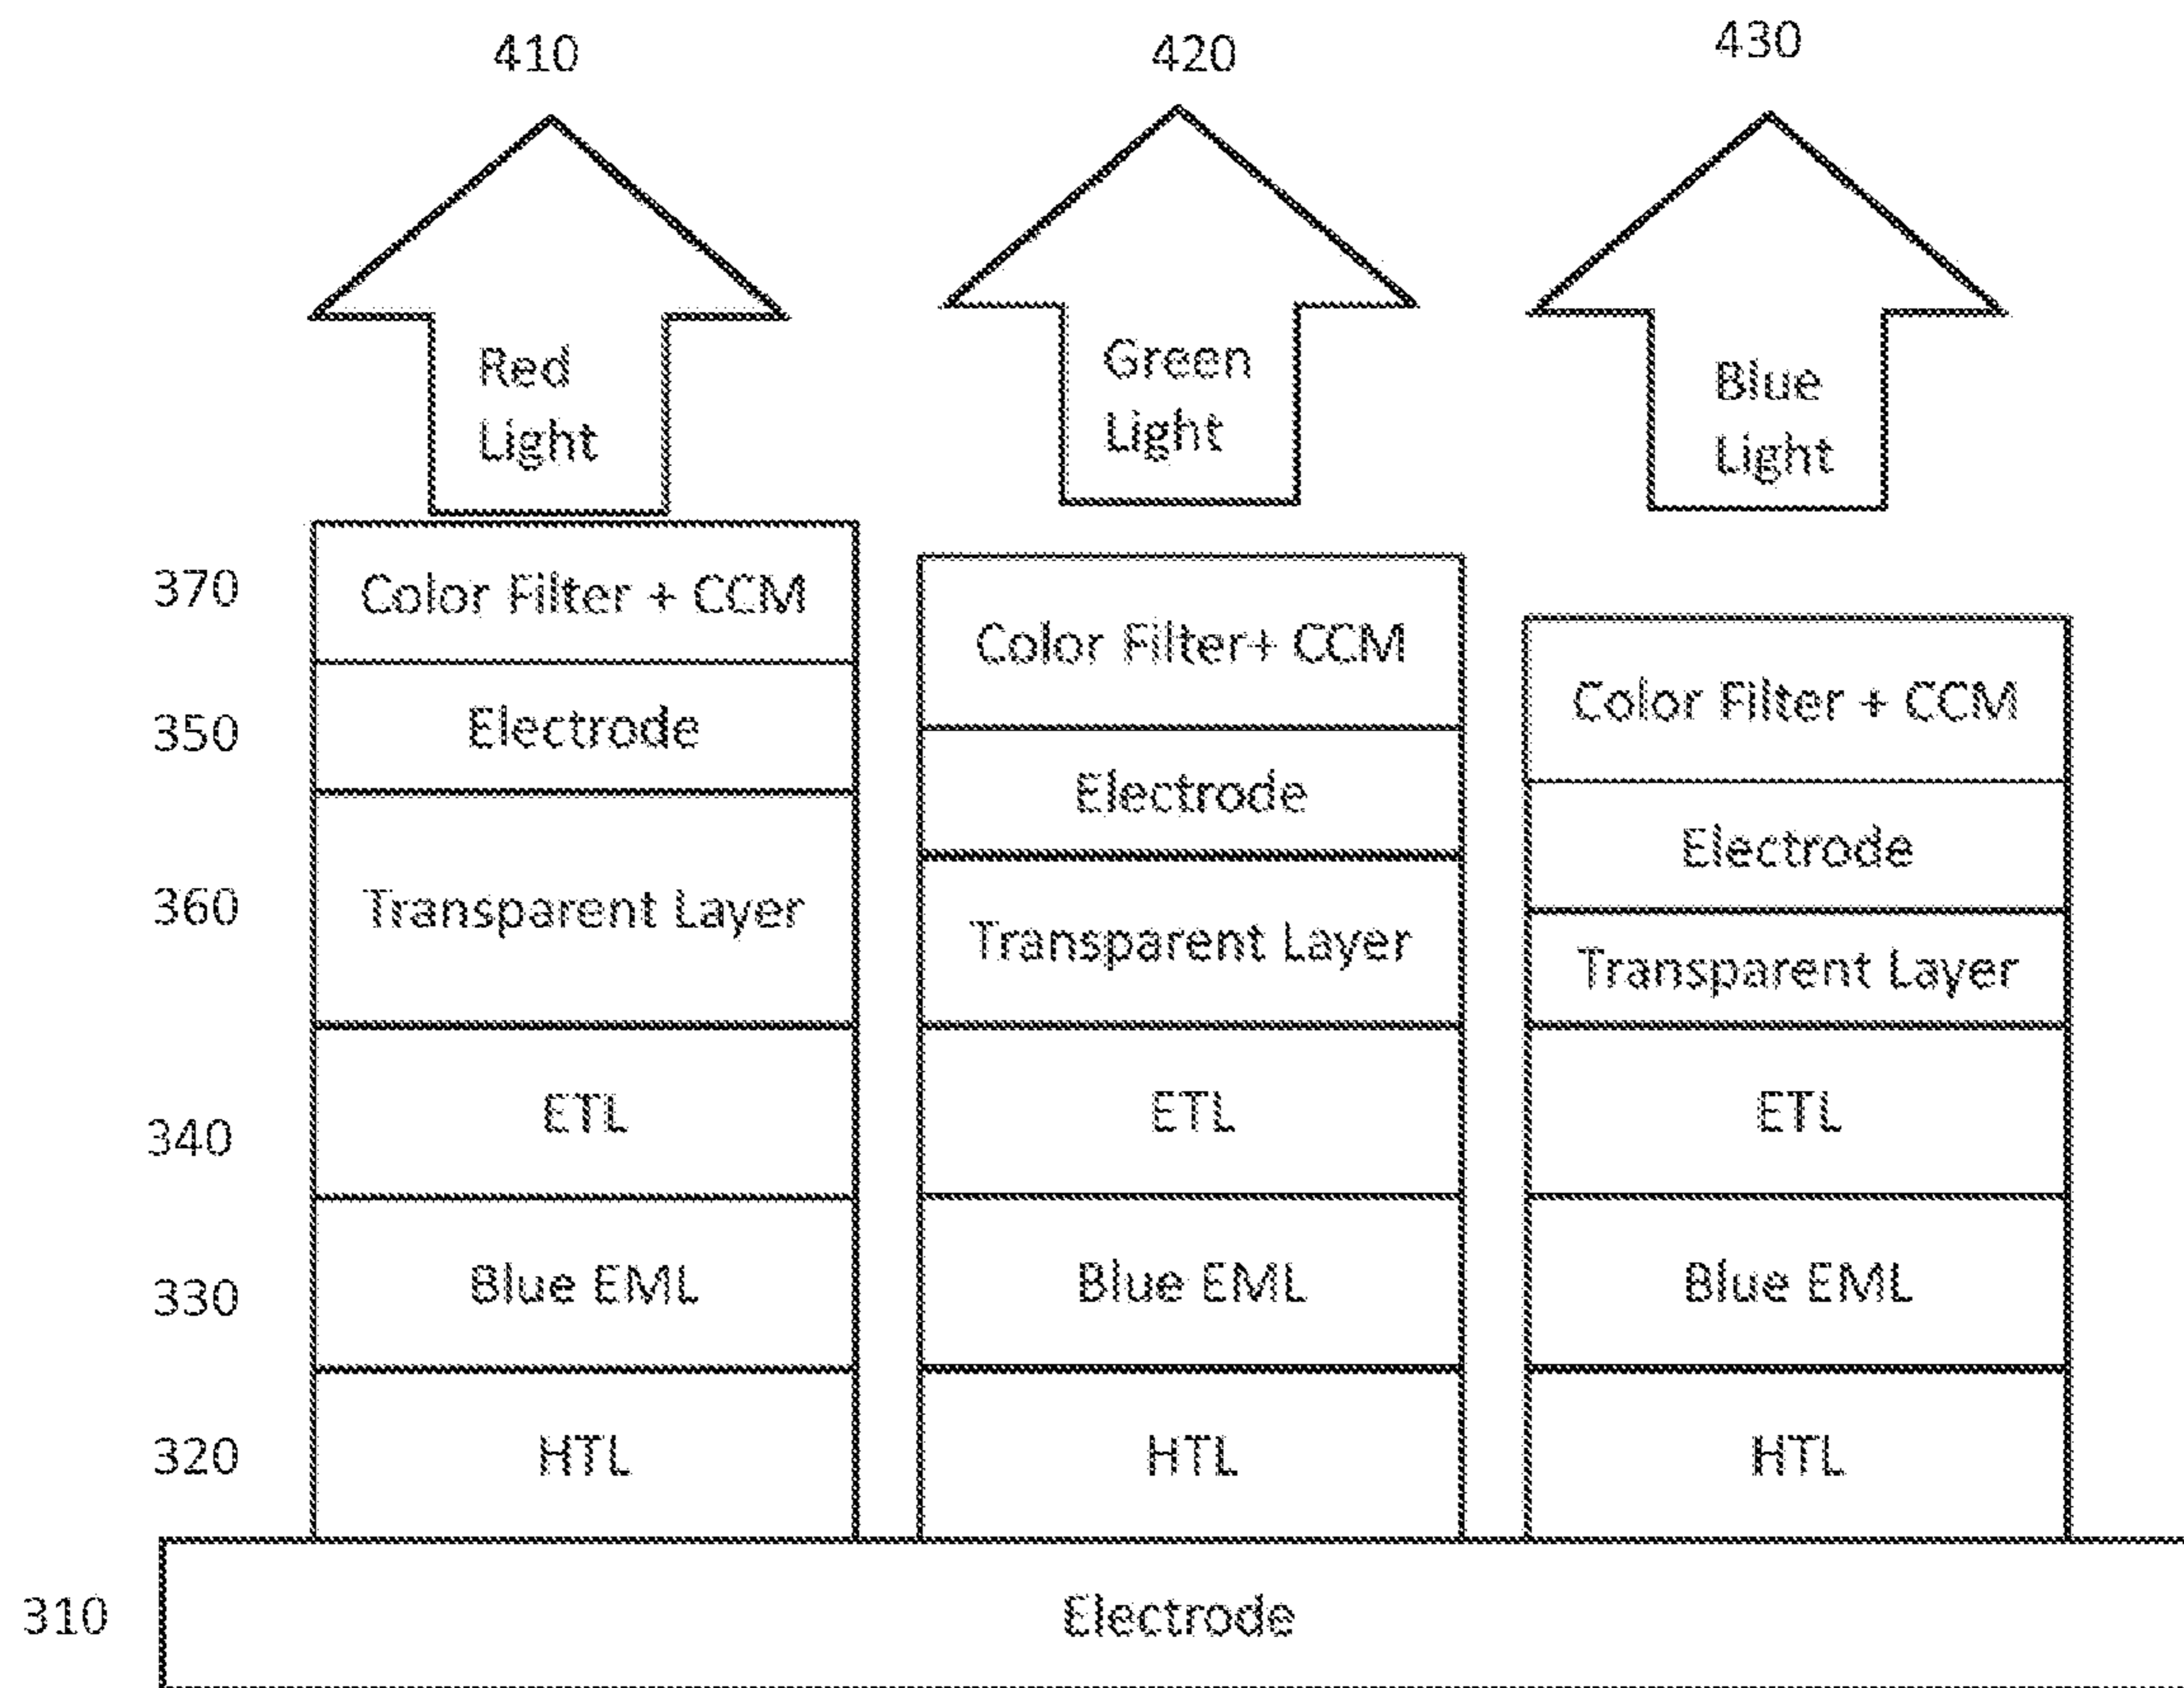 410
420
430
Red
Light
Green
Light
Blue
Light
370
Color Filter + CCM
Color Filter+ CCM
Color Filter + CCM
350
Electrode
Electrode
Electrode
360
Transparent Layer
Transparent Layer
Transparent Layer
340
ETL
ETL
ETL
330
Blue EML
Blue EML
Blue EML
320
HTL
HTL
HTL
310
Electrode